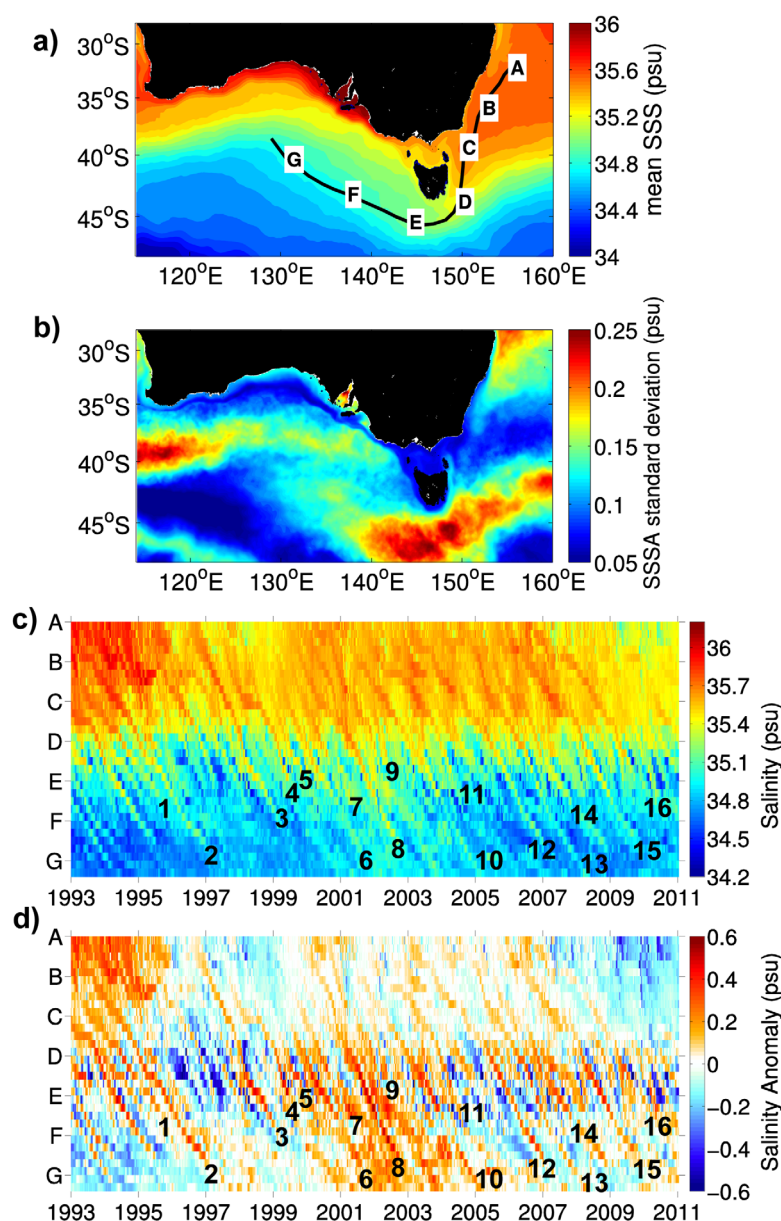 a)
30°S
35°S
40°S
45°S
A
B
C
D
E
F
G
120°E
130°E
140°E
150°E
160°E
36
35.6
35.2
34.8
34.4
34
mean SSS (psu)
b)
30°S
35°S
40°S
45°S
120°E
130°E
140°E
150°E
160°E
0.25
0.2
0.15
0.1
0.05
SSSA standard deviation (psu)
c)
A
B
C
D
E
F
G
1
2
3
4
5
6
7
8
9
10
11
12
13
14
15
16
1993 1995 1997 1999 2001 2003 2005 2007 2009 2011
36
35.7
35.4
35.1
34.8
34.5
34.2
Salinity (psu)
d)
A
B
C
D
E
F
G
1
2
3
4
5
6
7
8
9
10
11
12
13
14
15
16
1993 1995 1997 1999 2001 2003 2005 2007 2009 2011
0.6
0.4
0.2
0
−0.2
−0.4
−0.6
Salinity Anomaly (psu)